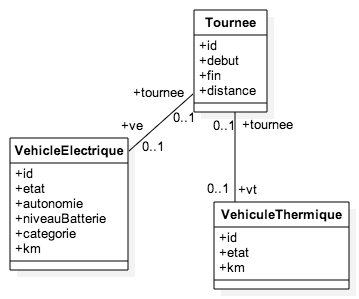 Tournee
+id
+debut
+fin
+distance
+tournee
0..1
0..1
+tournee
+ve
0..1
VehicleElectrique
+id
+etat
+autonomie
+niveauBatterie
+categorie
+km
0..1
+vt
VehiculeThermique
+id
+etat
+km